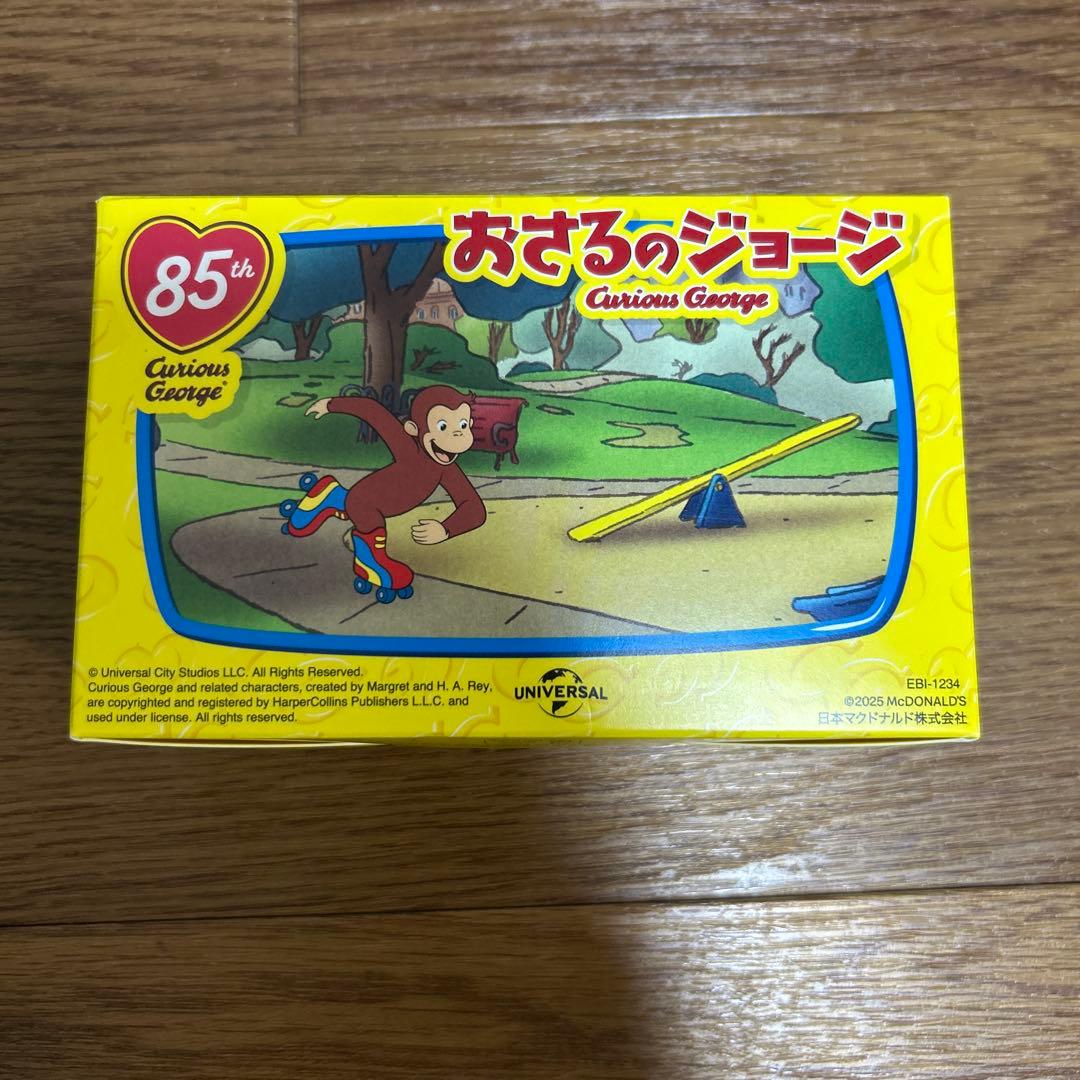 85th
Curious
George®
おさるのジョージ
Curious George
G
© Universal City Studios LLC. All Rights Reserved.
Curious George and related characters, created by Margret and H. A. Rey,
are copyrighted and registered by HarperCollins Publishers L.L.C. and
used under license. All rights reserved.
UNIVERSAL
EBI-1234
©2025 McDONALD'S
日本マクドナルド株式会社